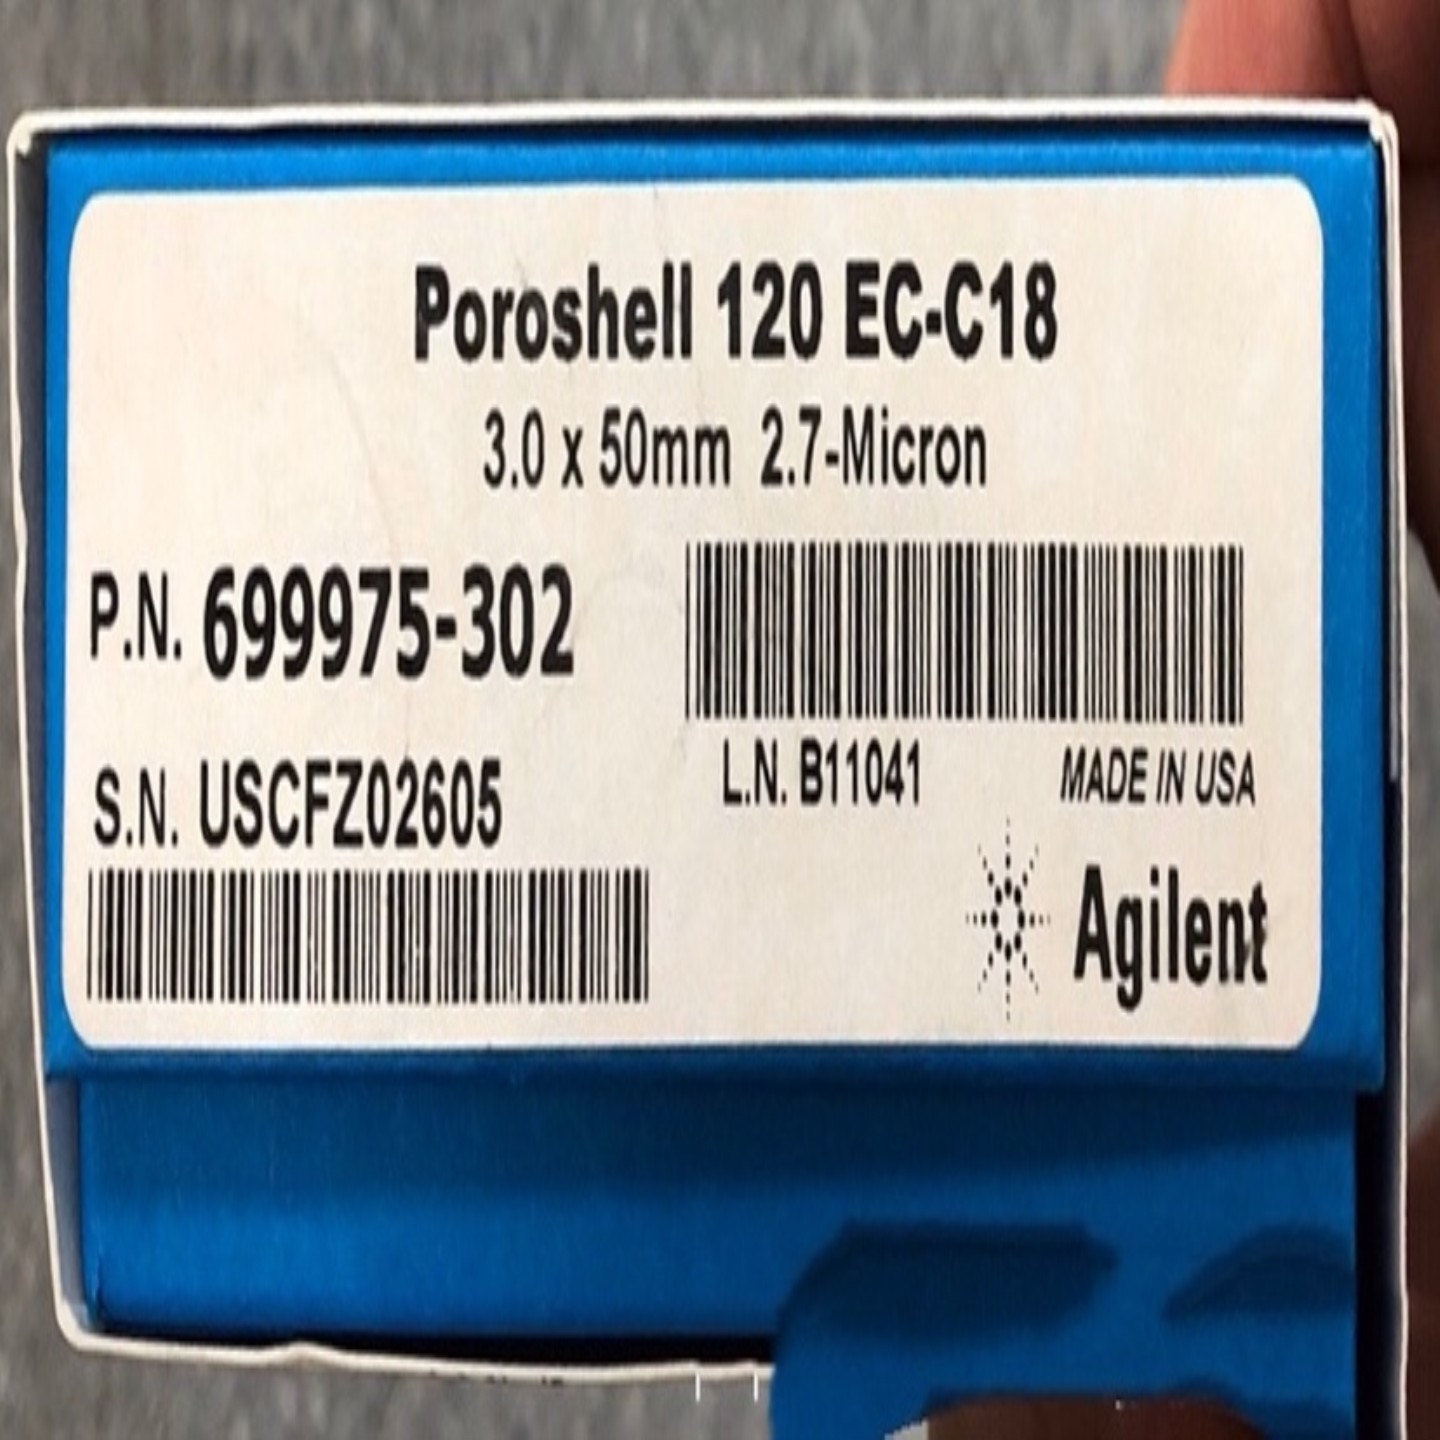 Poroshell 120 EC-C18
3.0 x 50mm 2.7-Micron
P.N. 699975-302
S.N. USCFZ02605
L.N. B11041
MADE IN USA
Agilent